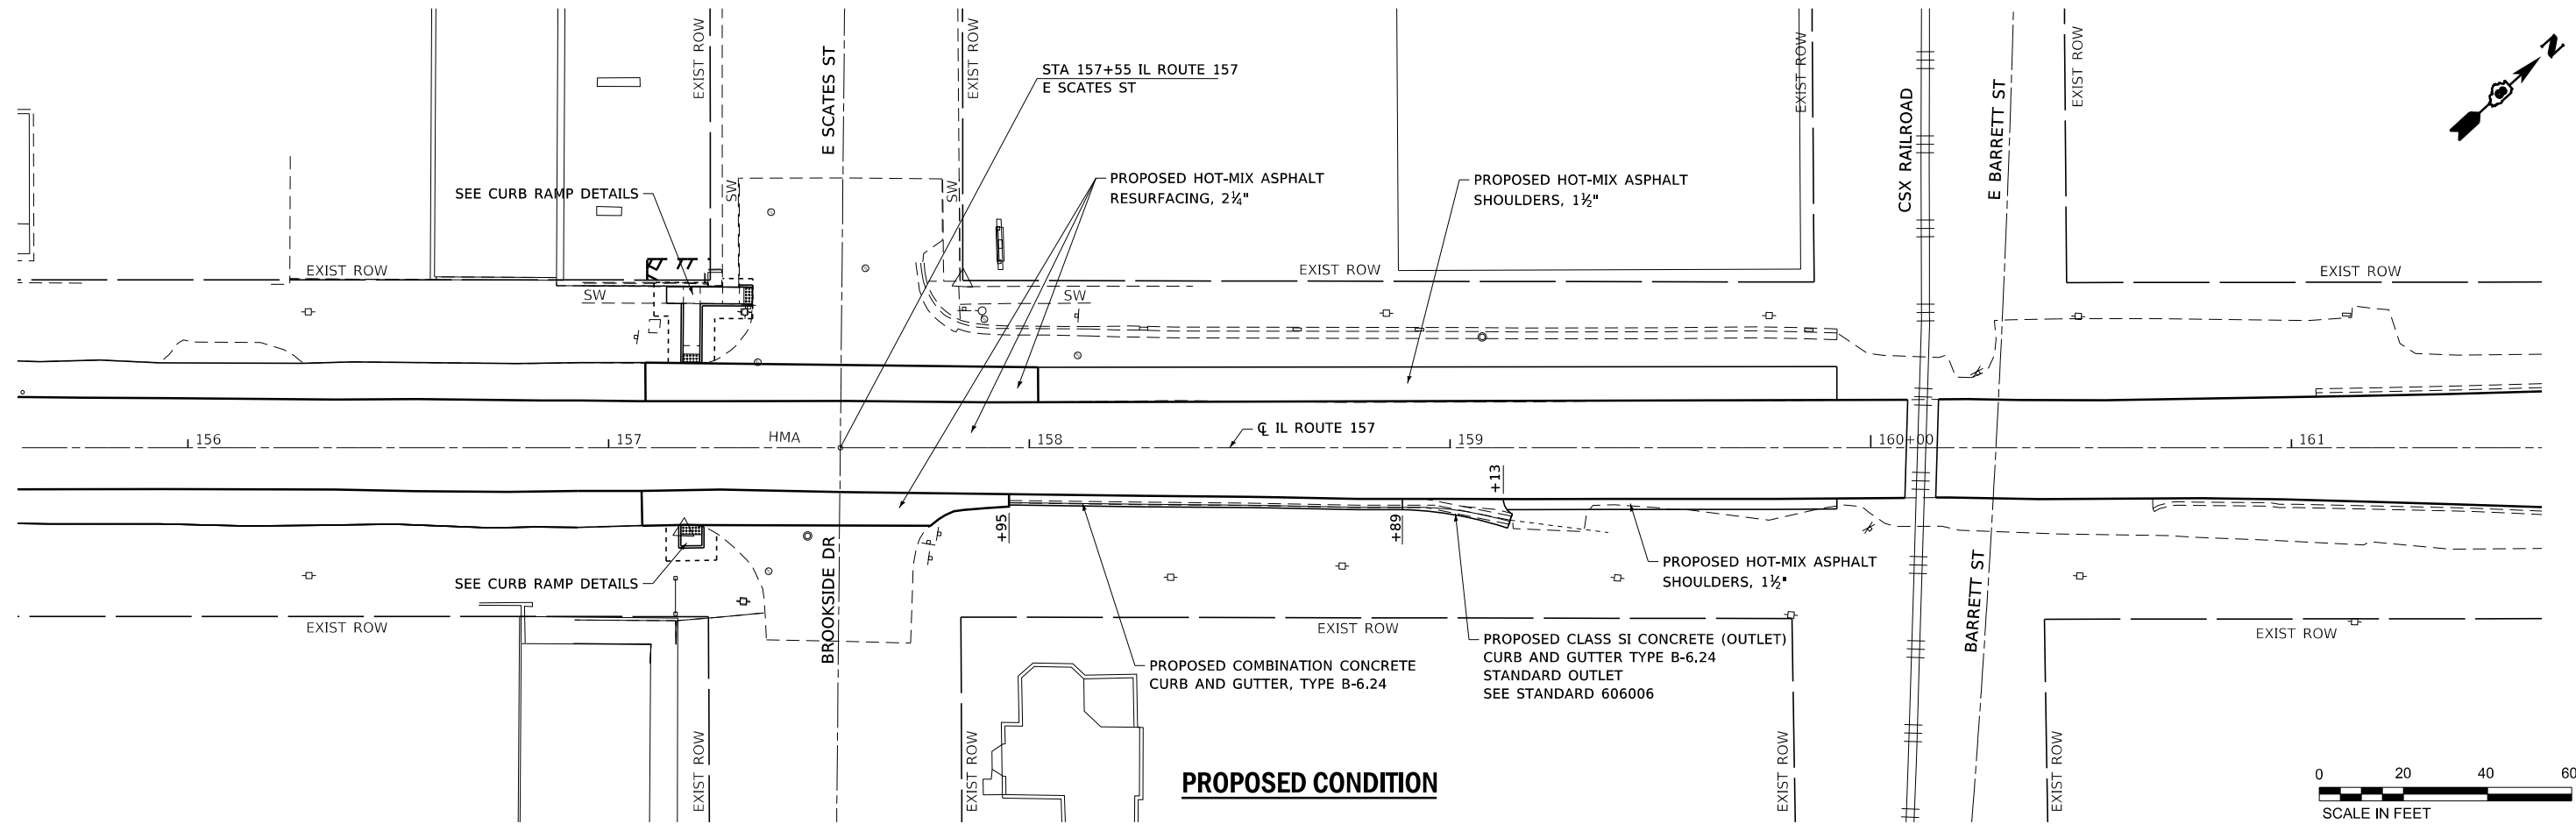 EXIST ROW
E SCATES ST
EXIST ROW
STA 157+55 IL ROUTE 157
E SCATES ST
EXIST ROW
CSX RAILROAD
E BARRETT ST
EXIST ROW
N
SEE CURB RAMP DETAILS
SW
SW
PROPOSED HOT-MIX ASPHALT
RESURFACING, 2¼"
PROPOSED HOT-MIX ASPHALT
SHOULDERS, 1½"
EXIST ROW
EXIST ROW
EXIST ROW
SW
SW
156
157
HMA
158
℄ IL ROUTE 157
159
160+00
161
+95
+89
+13
SEE CURB RAMP DETAILS
BROOKSIDE DR
PROPOSED HOT-MIX ASPHALT
SHOULDERS, 1½"
BARRETT ST
EXIST ROW
EXIST ROW
EXIST ROW
PROPOSED COMBINATION CONCRETE
CURB AND GUTTER, TYPE B-6.24
PROPOSED CLASS SI CONCRETE (OUTLET)
CURB AND GUTTER TYPE B-6.24
STANDARD OUTLET
SEE STANDARD 606006
EXIST ROW
EXIST ROW
EXIST ROW
EXIST ROW
PROPOSED CONDITION
0 20 40 60
SCALE IN FEET